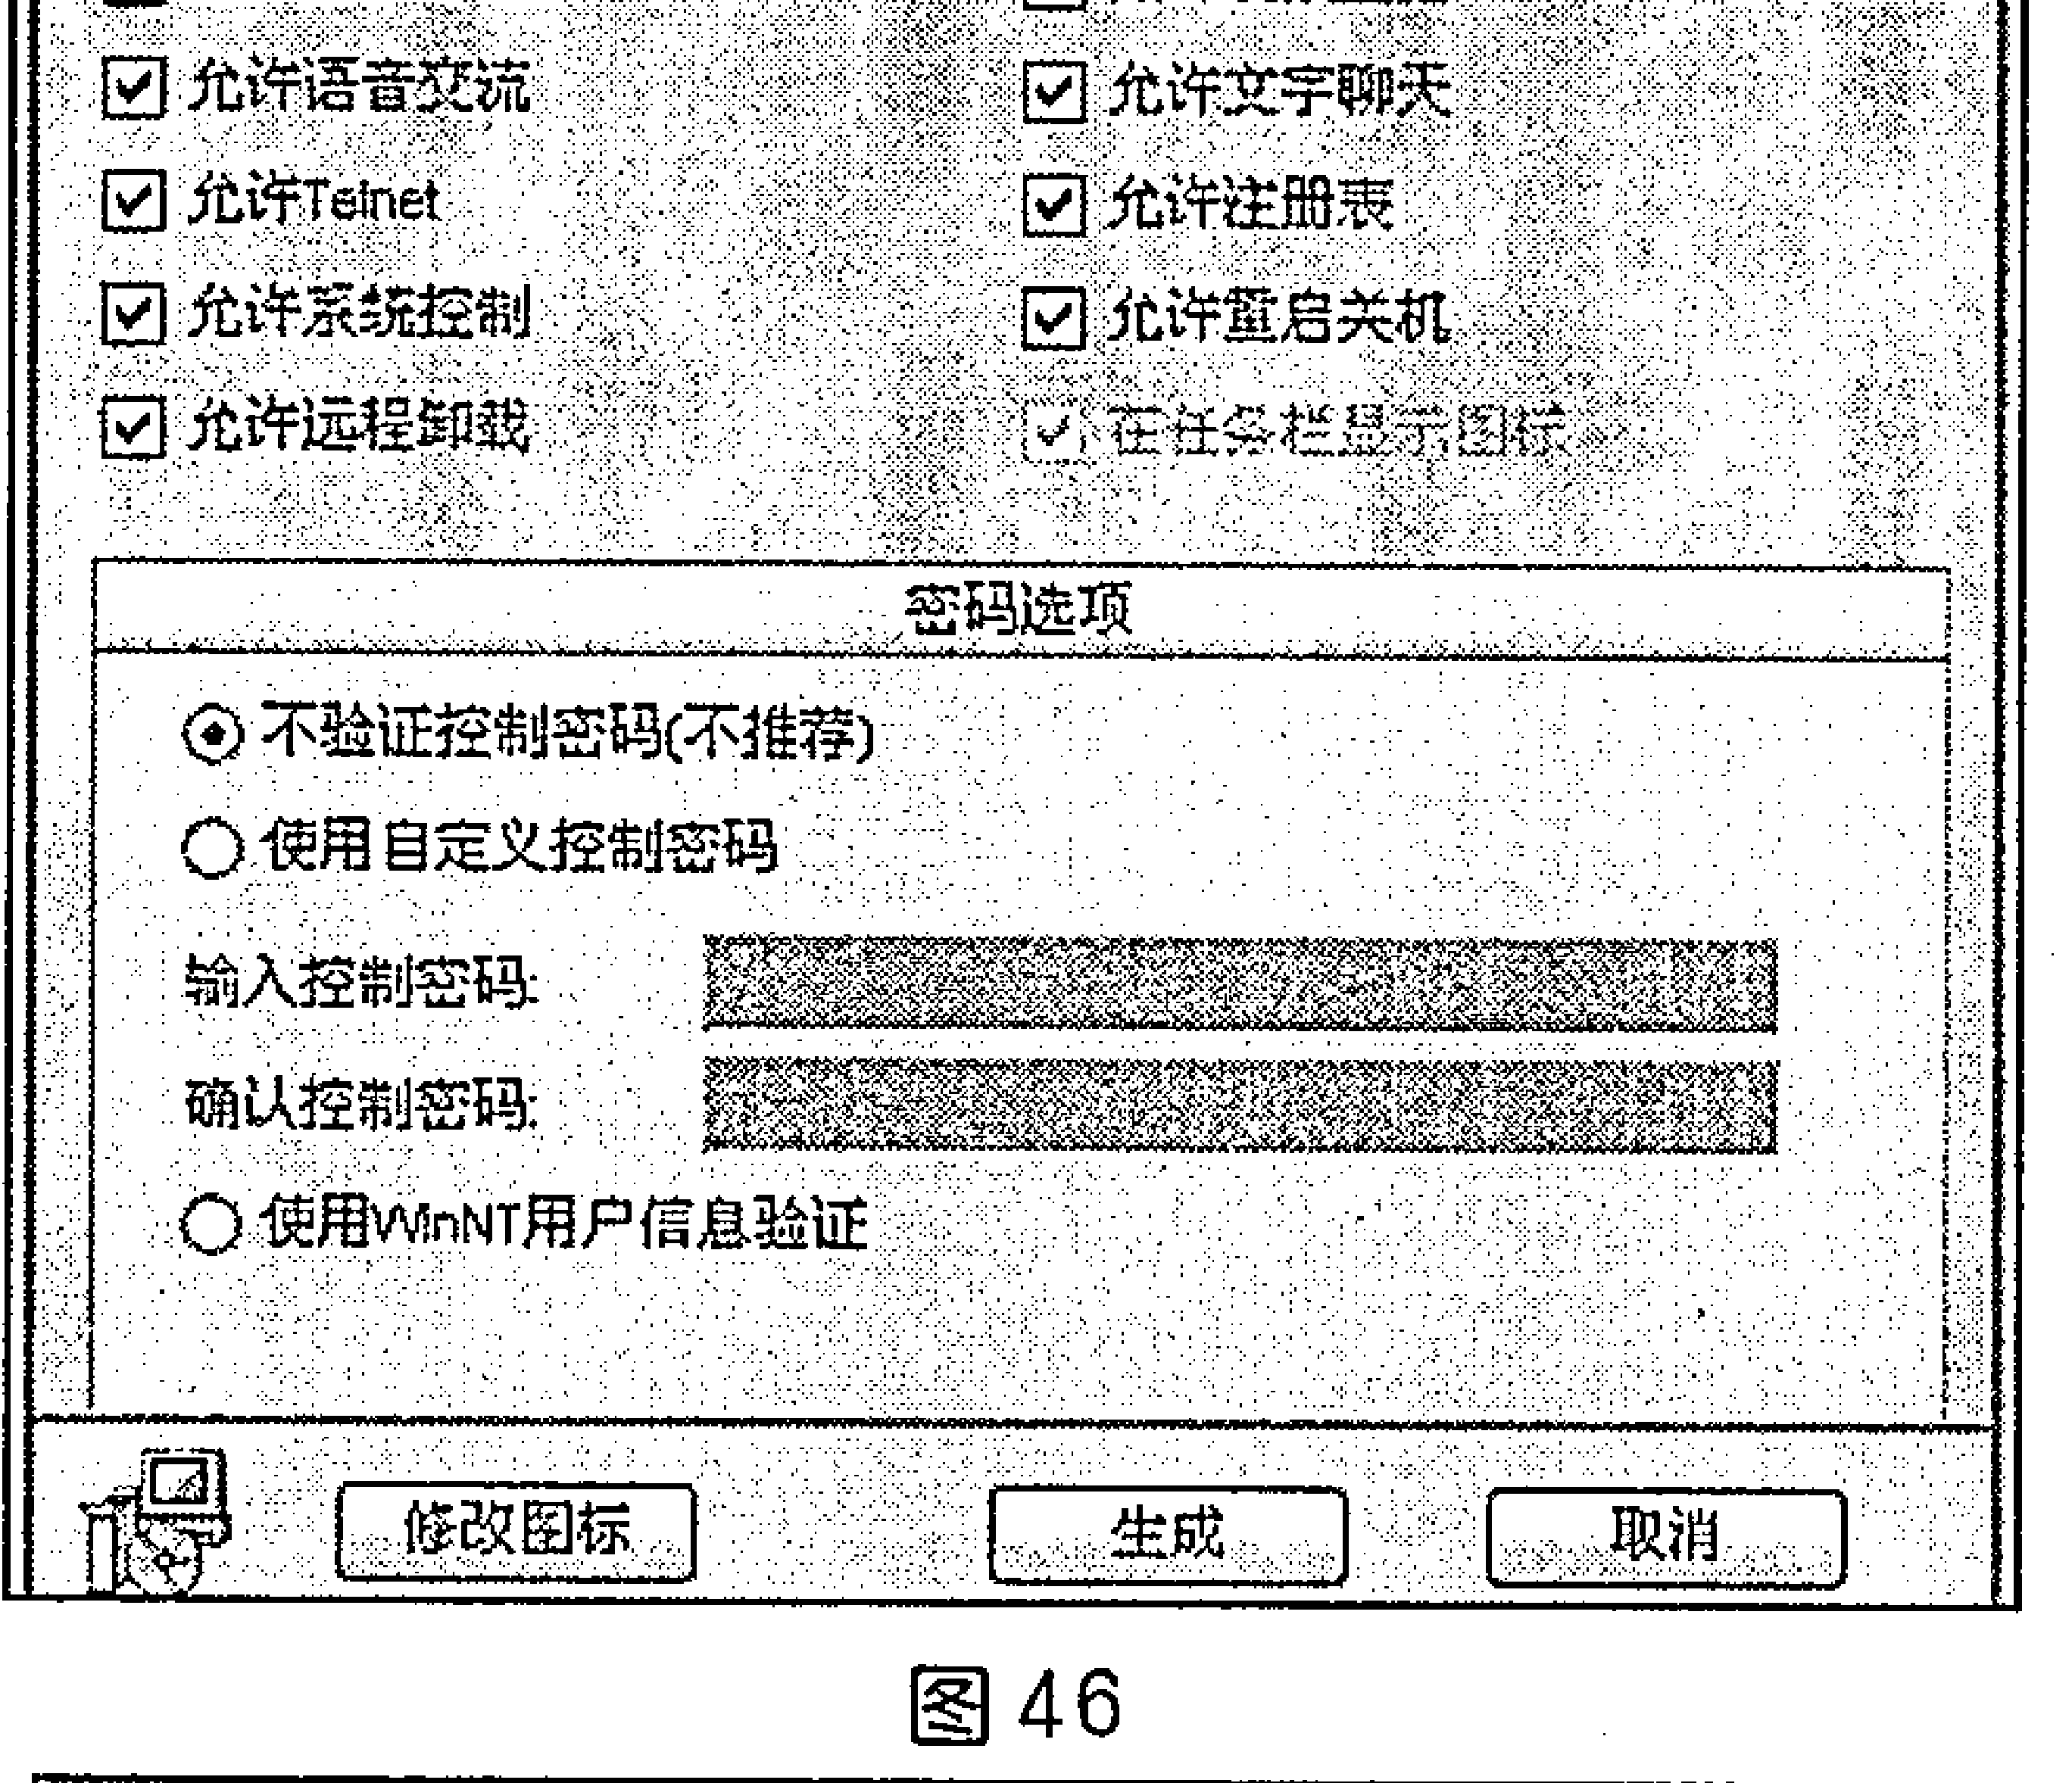 允许语音交流 允许文字聊天
允许Telnet 允许注册表
允许系统控制 允许重启关机
允许远程卸载 在任务栏显示图标
密码选项
不验证控制密码(不推荐)
使用自定义控制密码
输入控制密码:
确认控制密码:
使用WinNT用户信息验证
修改图标 生成 取消
图46